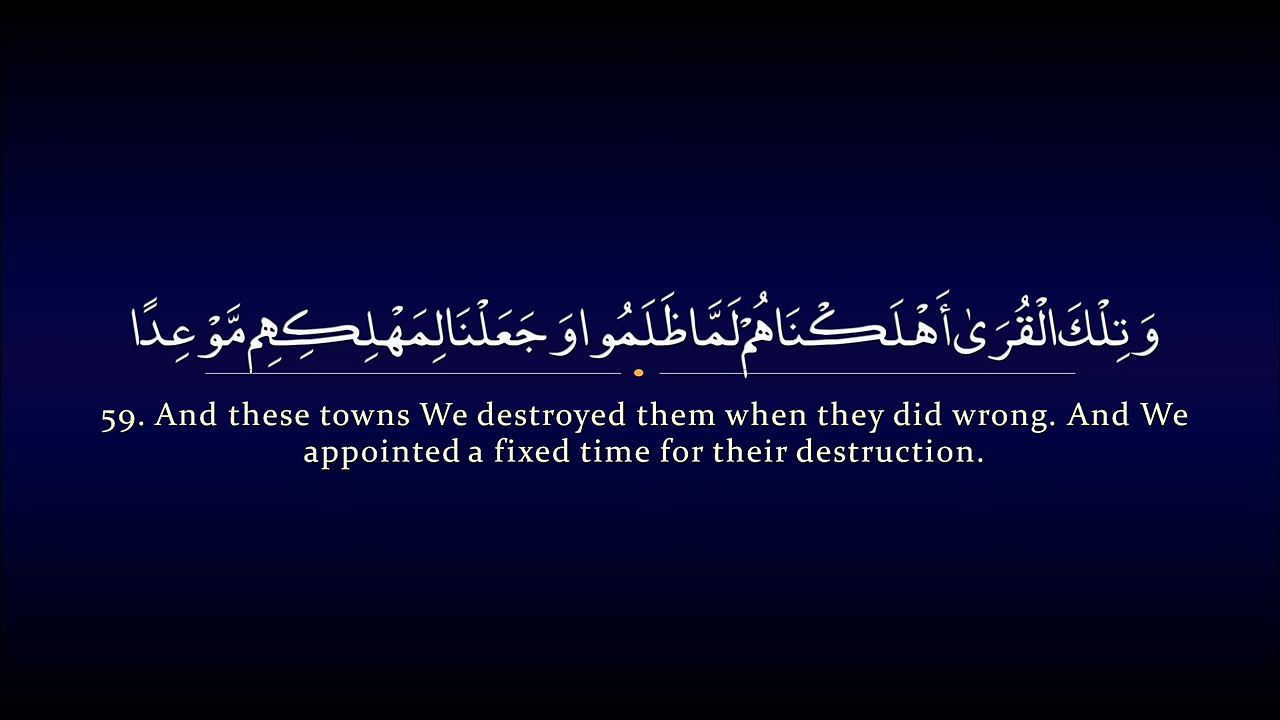 وَتِلْكَ الْقُرَىٰ أَهْلَكْنَاهُمْ لَمَّا ظَلَمُوا وَجَعَلْنَا لِمَهْلِكِهِم مَّوْعِدًا
59. And these towns We destroyed them when they did wrong. And We
appointed a fixed time for their destruction.